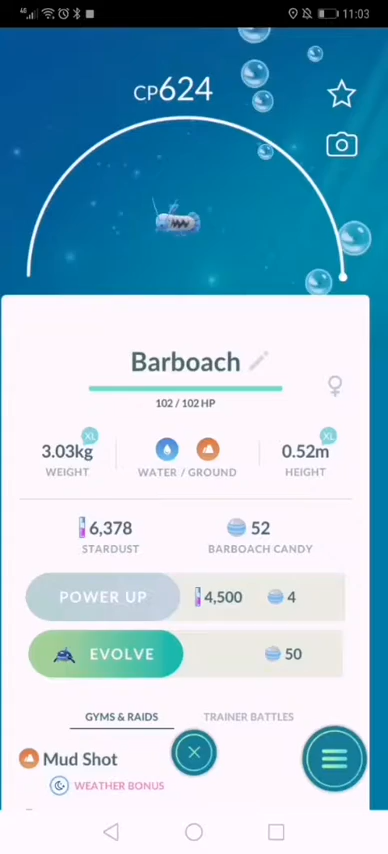 4G 11:03
CP624
Barboach
102 / 102 HP
XL XL
3.03kg 0.52m
WEIGHT WATER / GROUND HEIGHT
6,378 52
STARDUST BARBOACH CANDY
POWER UP 4,500 4
EVOLVE 50
GYMS & RAIDS TRAINER BATTLES
Mud Shot
WEATHER BONUS